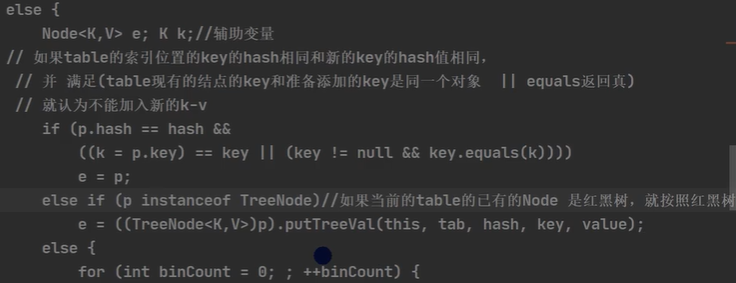 else {
Node<K,V> e; K k;//辅助变量
// 如果table的索引位置的key的hash相同和新的key的hash值相同，
// 并 满足(table现有的结点的key和准备添加的key是同一个对象 || equals返回真)
// 就认为不能加入新的k-v
if (p.hash == hash &&
((k = p.key) == key || (key != null && key.equals(k))))
e = p;
else if (p instanceof TreeNode)//如果当前的table的已有的Node 是红黑树，就按照红黑树
e = ((TreeNode<K,V>)p).putTreeVal(this, tab, hash, key, value);
else {
for (int binCount = 0; ; ++binCount) {